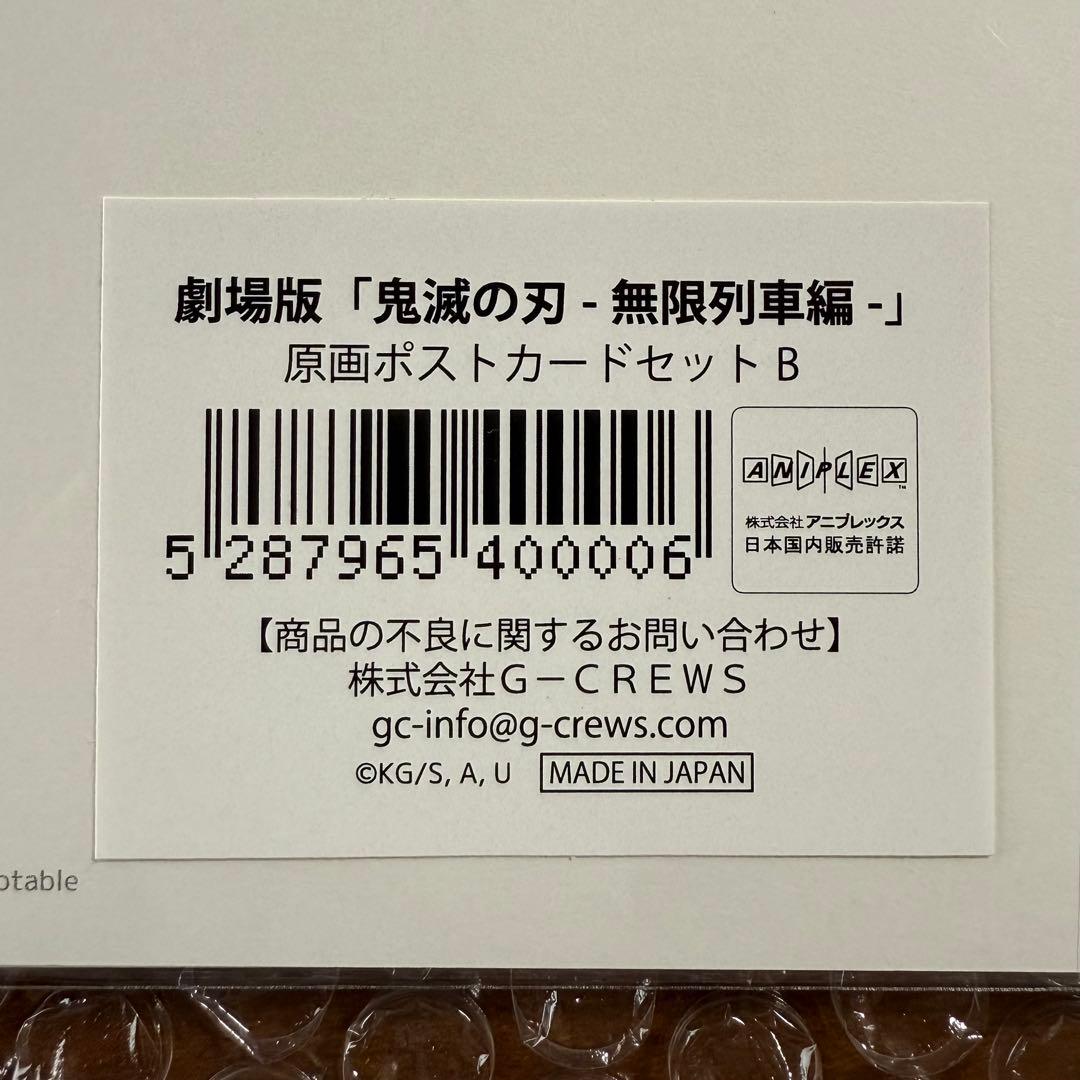 劇場版「鬼滅の刃 - 無限列車編 -」
原画ポストカードセット B
5 287965 400006
ANIPLEX
TM
株式会社 アニプレックス
日本国内販売許諾
【商品の不良に関するお問い合わせ】
株式会社Ｇ－ＣＲＥＷＳ
gc-info@g-crews.com
©KG/S, A, U MADE IN JAPAN
otable